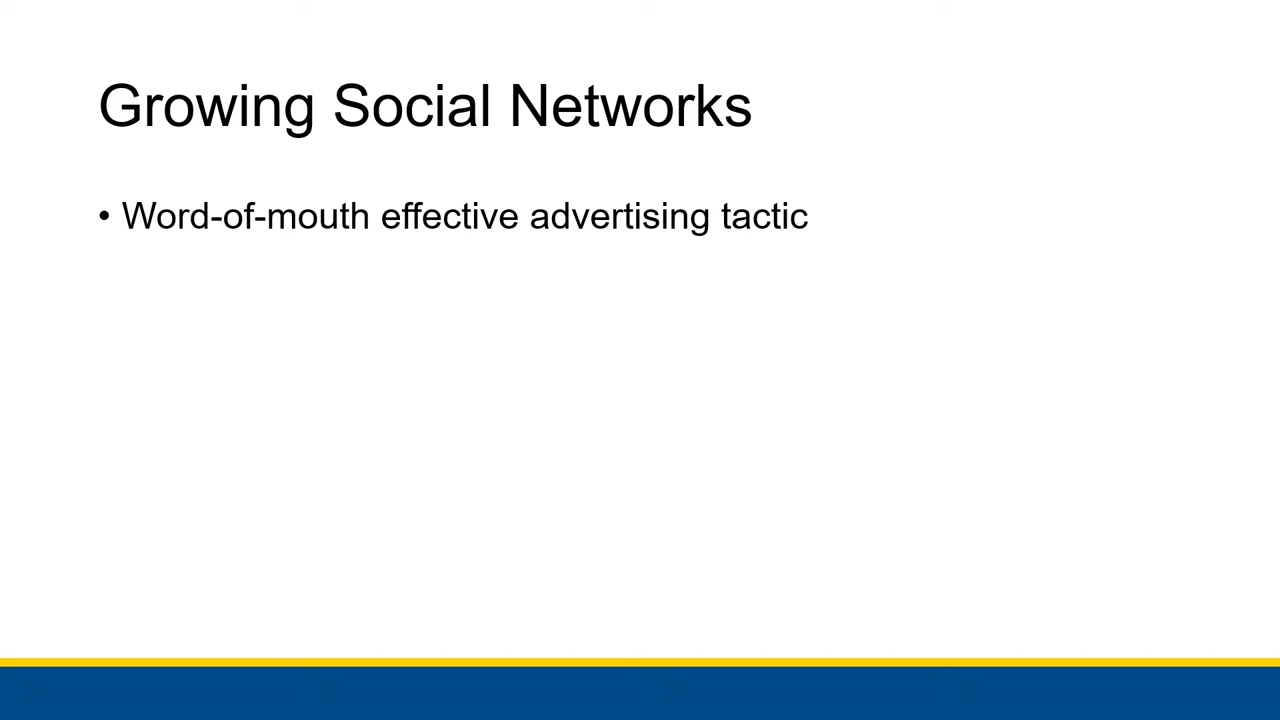 Growing Social Networks
• Word-of-mouth effective advertising tactic